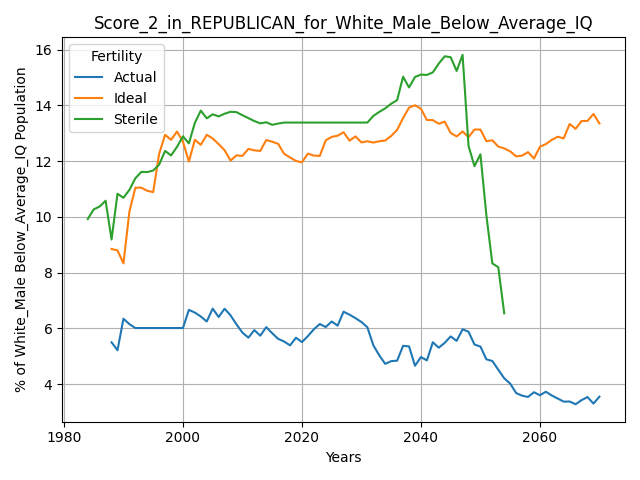 Score_2_in_REPUBLICAN_for_White_Male_Below_Average_IQ
Fertility
Actual
Ideal
Sterile
16
14
12
10
8
6
4
% of White_Male Below_Average_IQ Population
1980
2000
2020
2040
2060
Years